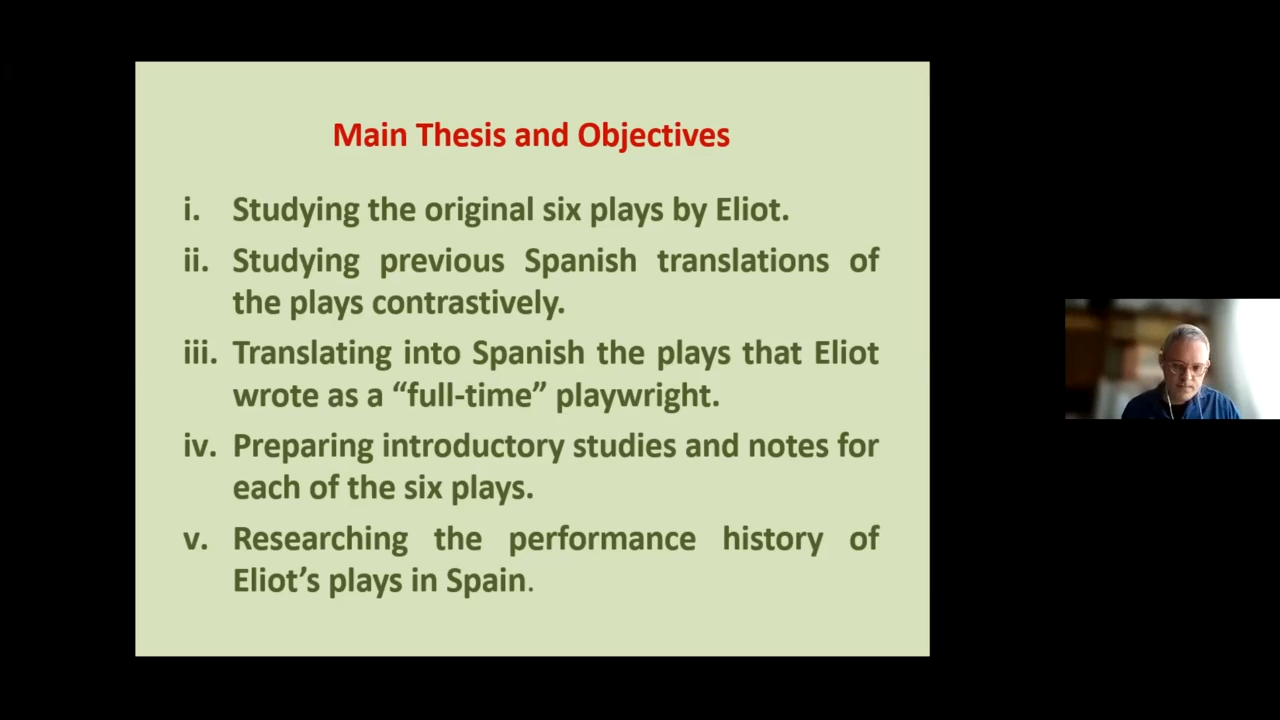 Main Thesis and Objectives
i. Studying the original six plays by Eliot.
ii. Studying previous Spanish translations of
the plays contrastively.
iii. Translating into Spanish the plays that Eliot
wrote as a “full-time” playwright.
iv. Preparing introductory studies and notes for
each of the six plays.
v. Researching the performance history of
Eliot’s plays in Spain.